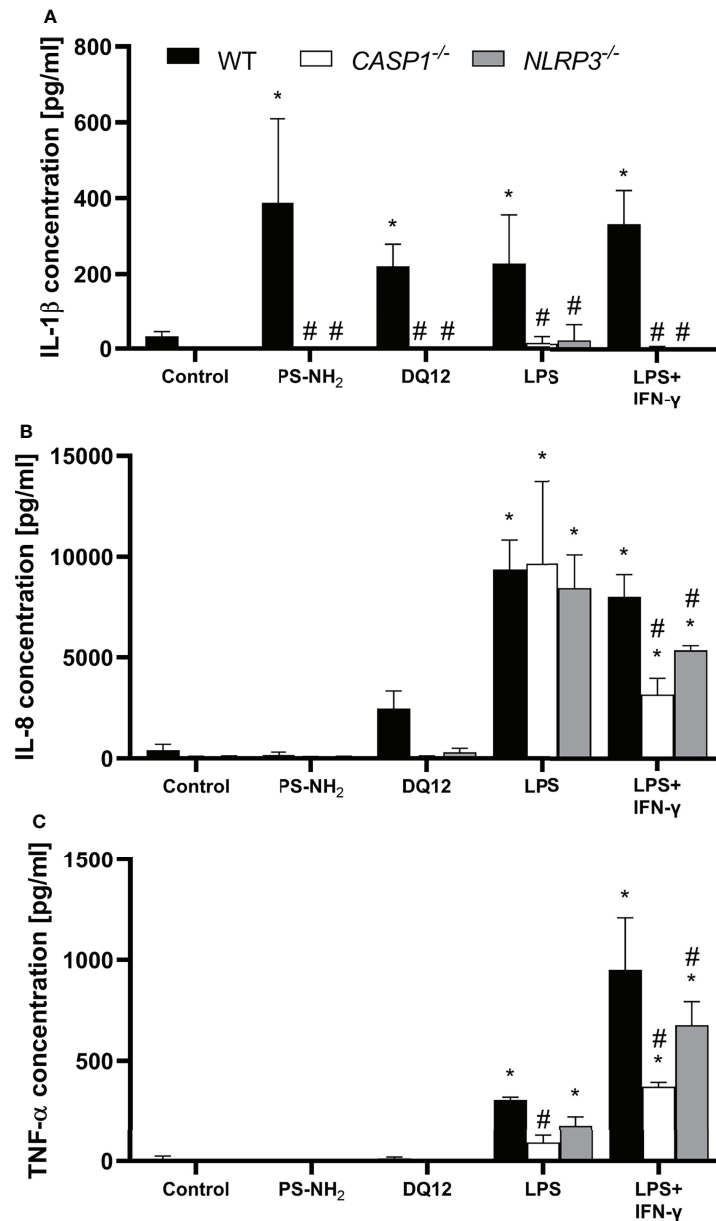 A
IL-1β concentration [pg/ml]
800
600
400
200
0
WT CASP1-/- NLRP3-/-
* * * *
# # # # # # # #
Control PS-NH2 DQ12 LPS LPS+
IFN-γ
B
IL-8 concentration [pg/ml]
15000
10000
5000
0
* * * *
# #
* *
Control PS-NH2 DQ12 LPS LPS+
IFN-γ
C
TNF-α concentration [pg/ml]
1500
1000
500
0
* # * *
# #
* *
Control PS-NH2 DQ12 LPS LPS+
IFN-γ